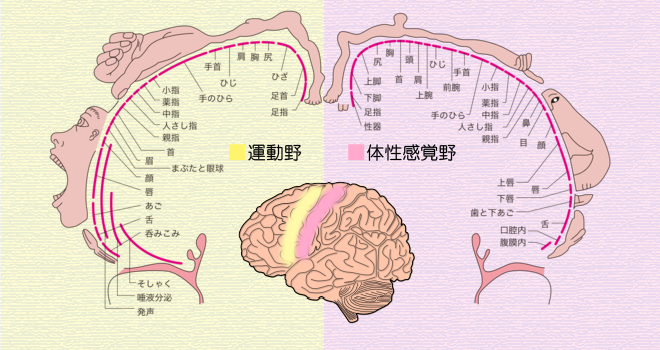 肩
胸
尻
手首
ひじ
ひざ
手のひら
小指
薬指
中指
人さし指
親指
足首
足指
首
眉
まぶたと眼球
顔
唇
あご
舌
呑みこみ
そしゃく
唾液分泌
発声
運動野
体性感覚野
尻
胸
頭
ひじ
手首
首
肩
上腕
前腕
上脚
下脚
足指
性器
手のひら
小指
薬指
中指
人さし指
親指
鼻
目
顔
上唇
唇
下唇
歯と下あご
舌
口腔内
腹膜内